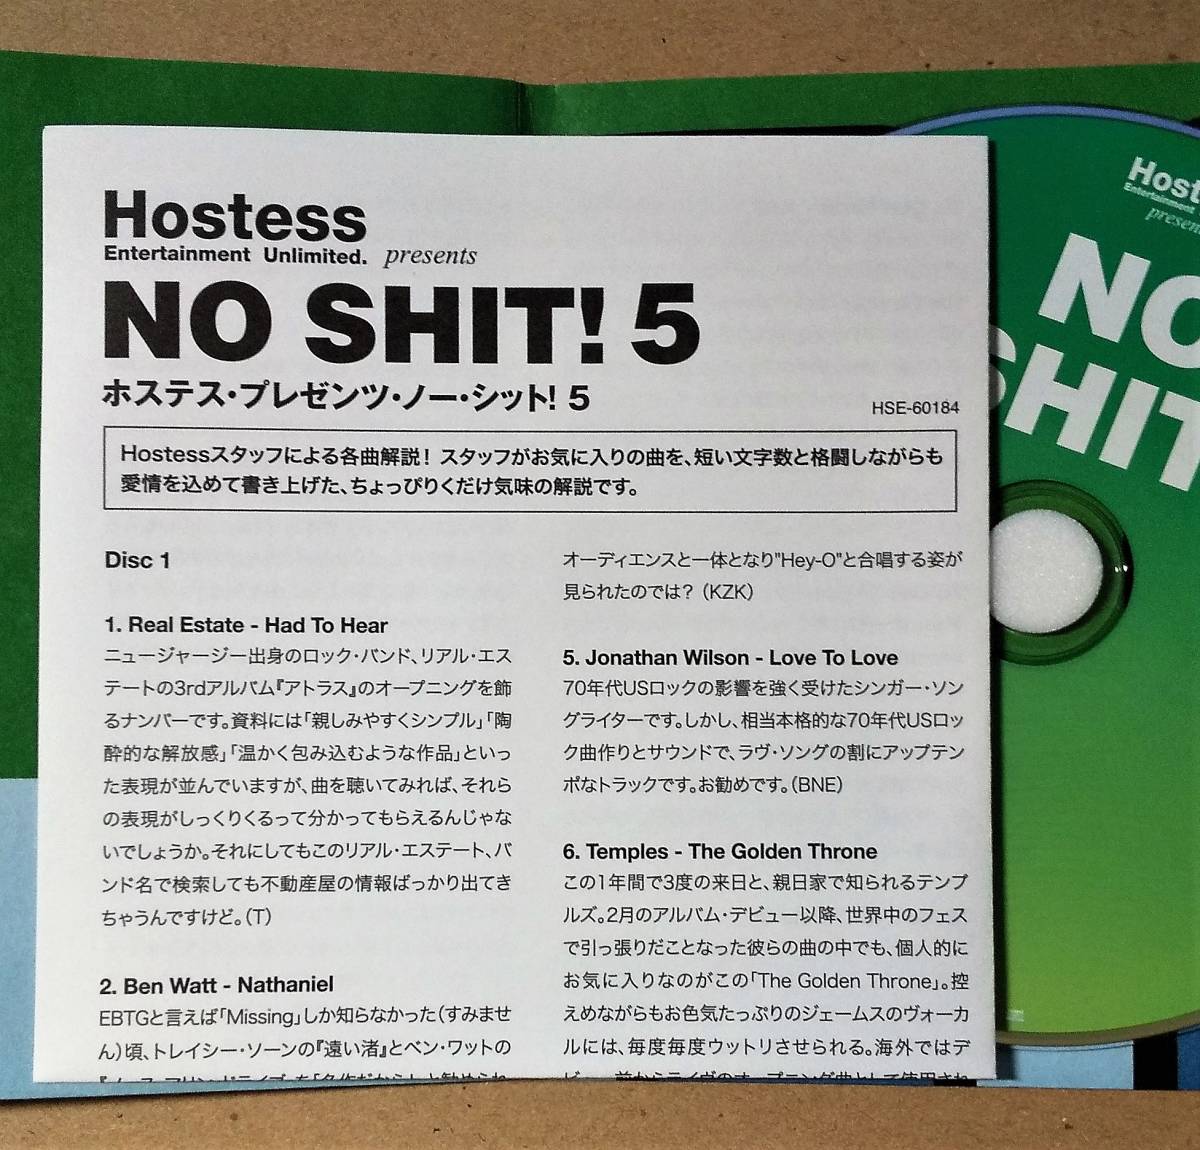 Hostess
Entertainment Unlimited. presents
NO SHIT! 5
ホステス・プレゼンツ・ノー・シット! 5
HSE-60184
Hostessスタッフによる各曲解説！ スタッフがお気に入りの曲を、短い文字数と格闘しながらも
愛情を込めて書き上げた、ちょっぴりくだけ気味の解説です。
Disc 1
1. Real Estate - Had To Hear
ニュージャージー出身のロック・バンド、リアル・エス
テートの3rdアルバム『アトラス』のオープニングを飾
るナンバーです。資料には「親しみやすくシンプル」「陶
酔的な解放感」「温かく包み込むような作品」といっ
た表現が並んでいますが、曲を聴いてみれば、それら
の表現がしっくりくるって分かってもらえるんじゃな
いでしょうか。それにしてもこのリアル・エステート、バ
ンド名で検索しても不動産屋の情報ばっかり出てき
ちゃうんですけど。（T）
2. Ben Watt - Nathaniel
EBTGと言えば「Missing」しか知らなかった（すみませ
ん）頃、トレイシー・ソーンの『遠い渚』とベン・ワットの
オーディエンスと一体となり"Hey-O"と合唱する姿が
見られたのでは？（KZK）
5. Jonathan Wilson - Love To Love
70年代USロックの影響を強く受けたシンガー・ソン
グライターです。しかし、相当本格的な70年代USロッ
ク曲作りとサウンドで、ラヴ・ソングの割にアップテン
ポなトラックです。お勧めです。（BNE）
6. Temples - The Golden Throne
この1年間で3度の来日と、親日家で知られるテンプ
ルズ。2月のアルバム・デビュー以降、世界中のフェス
で引っ張りだことなった彼らの曲の中でも、個人的に
お気に入りなのがこの「The Golden Throne」。控
えめながらもお色気たっぷりのジェームスのヴォーカ
ルには、毎度毎度ウットリさせられる。海外ではデ
Host
Entertainment
presen
NO
SHIT